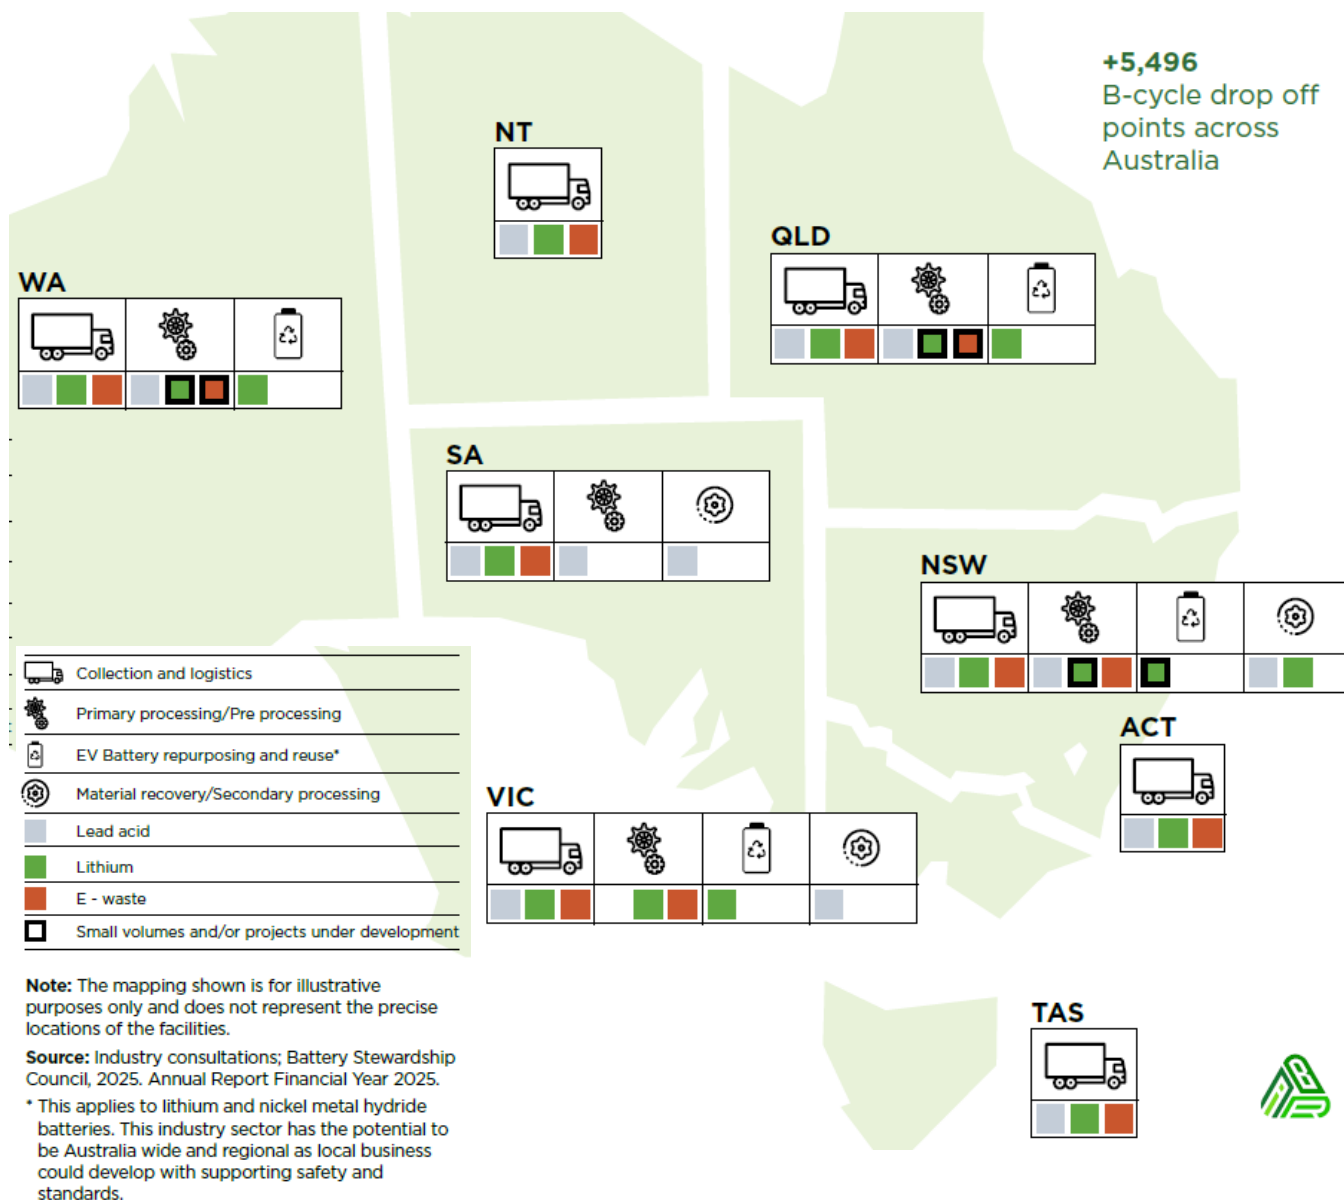 +5,496
B-cycle drop off
points across
Australia
NT
QLD
WA
SA
NSW
ACT
VIC
TAS
Collection and logistics
Primary processing/Pre processing
EV Battery repurposing and reuse*
Material recovery/Secondary processing
Lead acid
Lithium
E - waste
Small volumes and/or projects under development
Note: The mapping shown is for illustrative
purposes only and does not represent the precise
locations of the facilities.
Source: Industry consultations; Battery Stewardship
Council, 2025. Annual Report Financial Year 2025.
* This applies to lithium and nickel metal hydride
batteries. This industry sector has the potential to
be Australia wide and regional as local business
could develop with supporting safety and
standards.